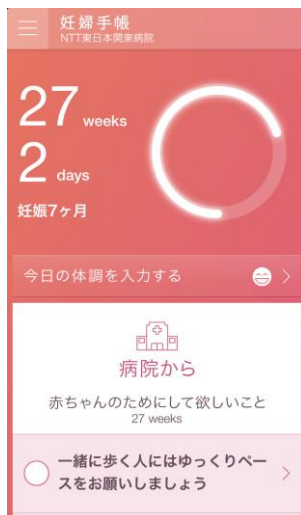 妊婦手帳
NTT東日本関東病院
27 weeks
2 days
妊娠7ヶ月
今日の体調を入力する
病院から
赤ちゃんのためにして欲しいこと
27 weeks
一緒に歩く人にはゆっくりペー
スをお願いしましょう